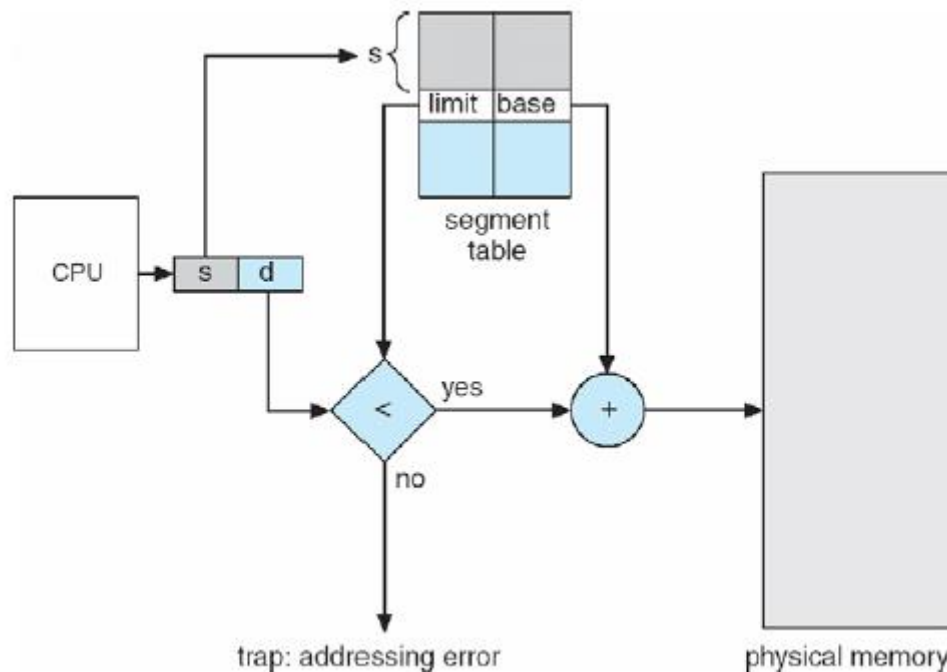 s
limit base
segment
table
CPU
s d
<
yes
+
no
trap: addressing error
physical memory